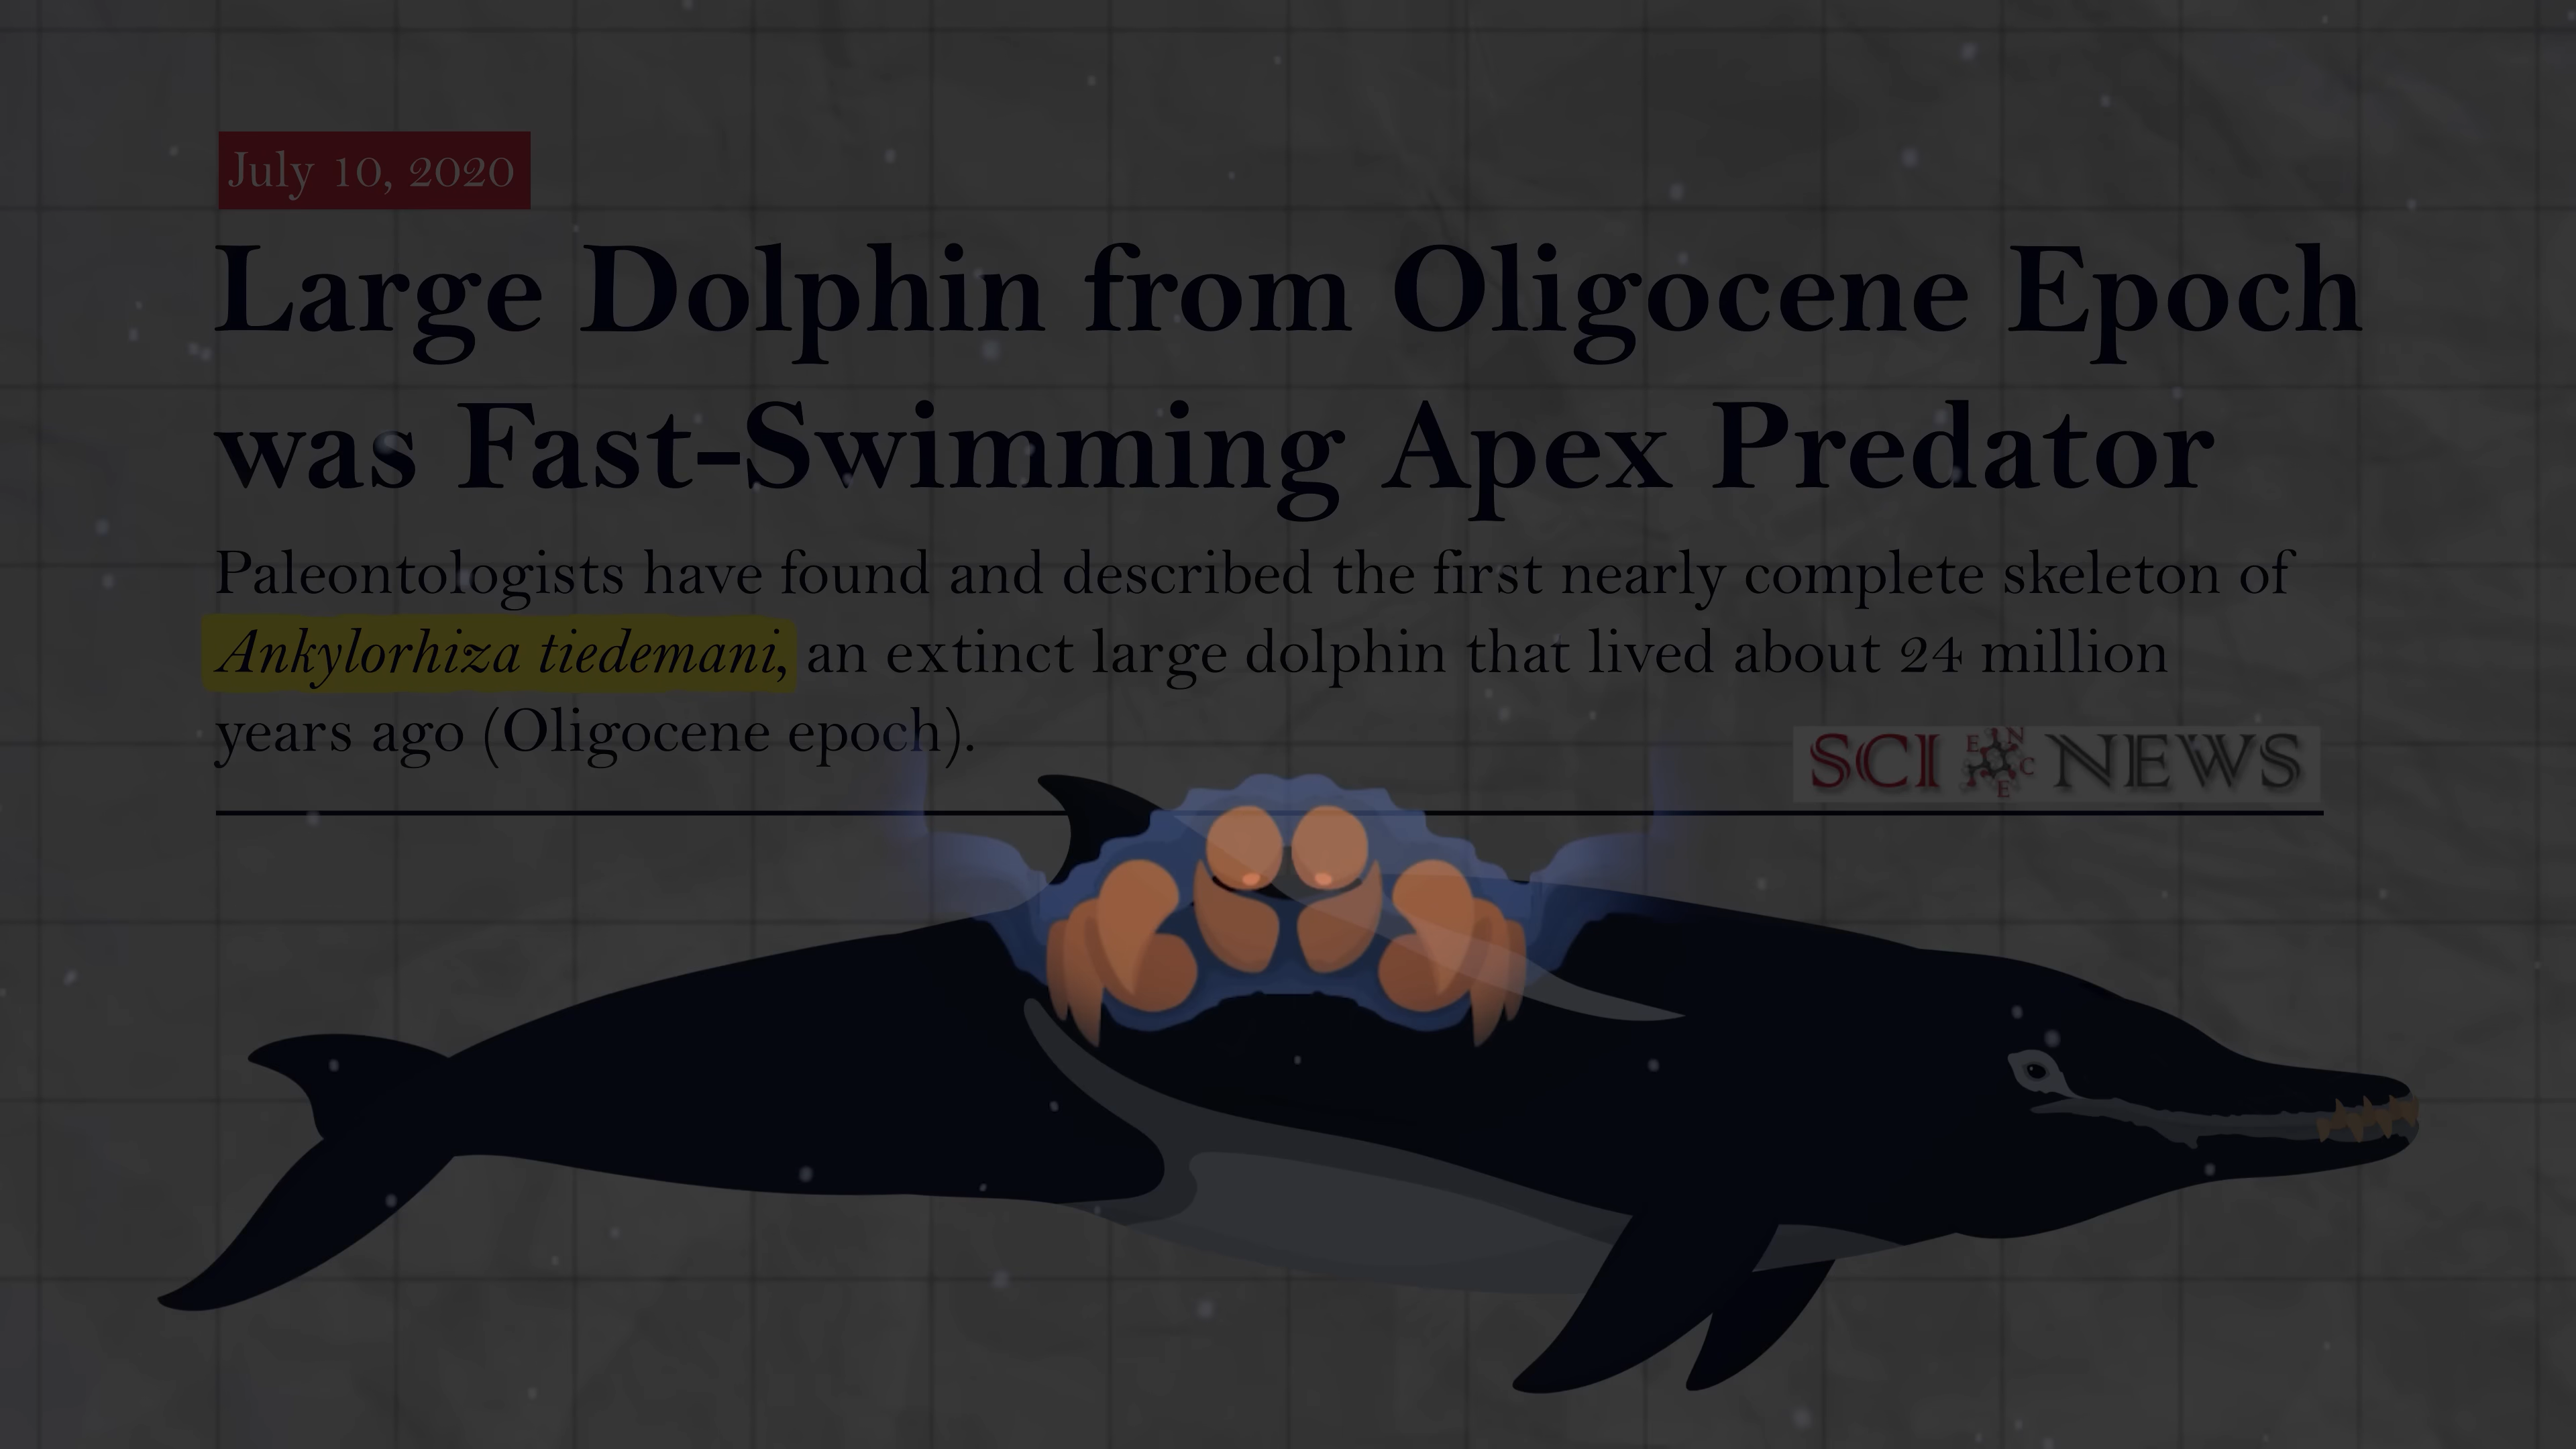 July 10, 2020
Large Dolphin from Oligocene Epoch
was Fast-Swimming Apex Predator
Paleontologists have found and described the first nearly complete skeleton of
Ankylorhiza tiedemani, an extinct large dolphin that lived about 24 million
years ago (Oligocene epoch).
SCI ENCE NEWS